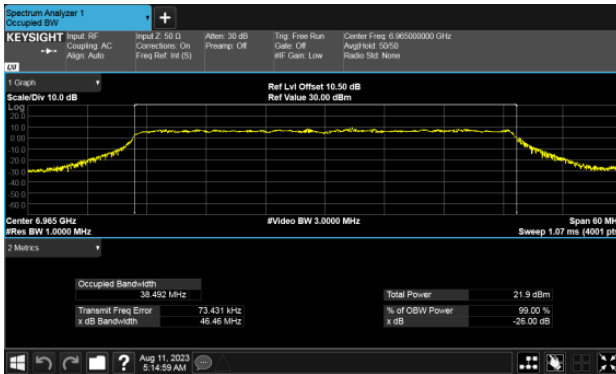 Spectrum Analyzer 1
Occupied BW
+
KEYSIGHT Input: RF Input Z: 50 Ω Atten: 30 dB Trig: Free Run Center Freq: 6.965000000 GHz
Coupling: AC Corrections: On Preamp: Off Gate: Off Avg|Hold: 50/50
Align: Auto Freq Ref: Int (S) #IF Gain: Low Radio Std: None
LXI
1 Graph Ref Lvl Offset 10.50 dB
Scale/Div 10.0 dB Ref Value 30.00 dBm
Log
20.0
10.0
0.00
-10.0
-20.0
-30.0
-40.0
-50.0
-60.0
Center 6.965 GHz #Video BW 3.0000 MHz Span 60 MH
#Res BW 1.0000 MHz Sweep 1.07 ms (4001 pts
2 Metrics
Occupied Bandwidth
38.492 MHz Total Power 21.9 dBm
Transmit Freq Error 73.431 kHz % of OBW Power 99.00 %
x dB Bandwidth 46.46 MHz x dB -26.00 dB
? Aug 11, 2023
5:14:59 AM